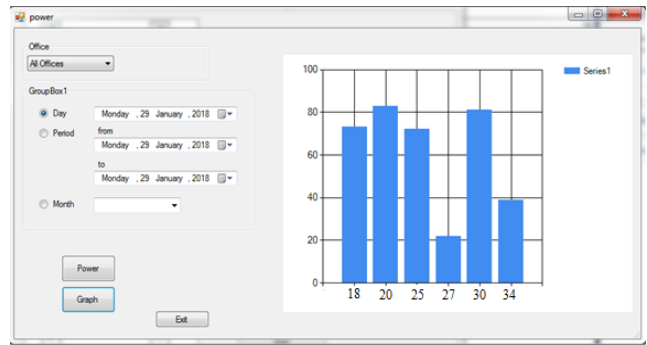 power
Office
All Offices
GroupBox1
Day Monday , 29 January , 2018
Period from
Monday , 29 January , 2018
to
Monday , 29 January , 2018
Month
Power
Graph
Exit
100
80
60
40
20
0
18 20 25 27 30 34
Series1